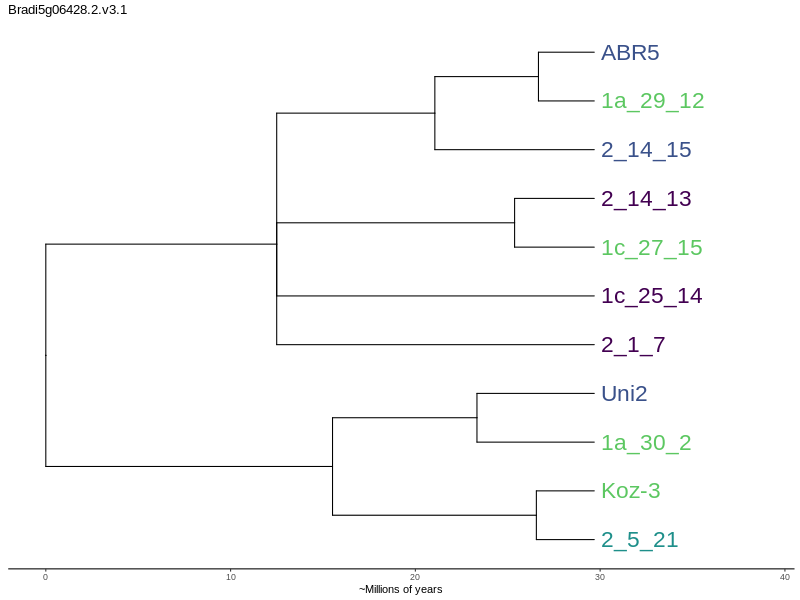 Bradi5g06428.2.v3.1
ABR5
1a_29_12
2_14_15
2_14_13
1c_27_15
1c_25_14
2_1_7
Uni2
1a_30_2
Koz-3
2_5_21
0 10 20 30 40
~Millions of years